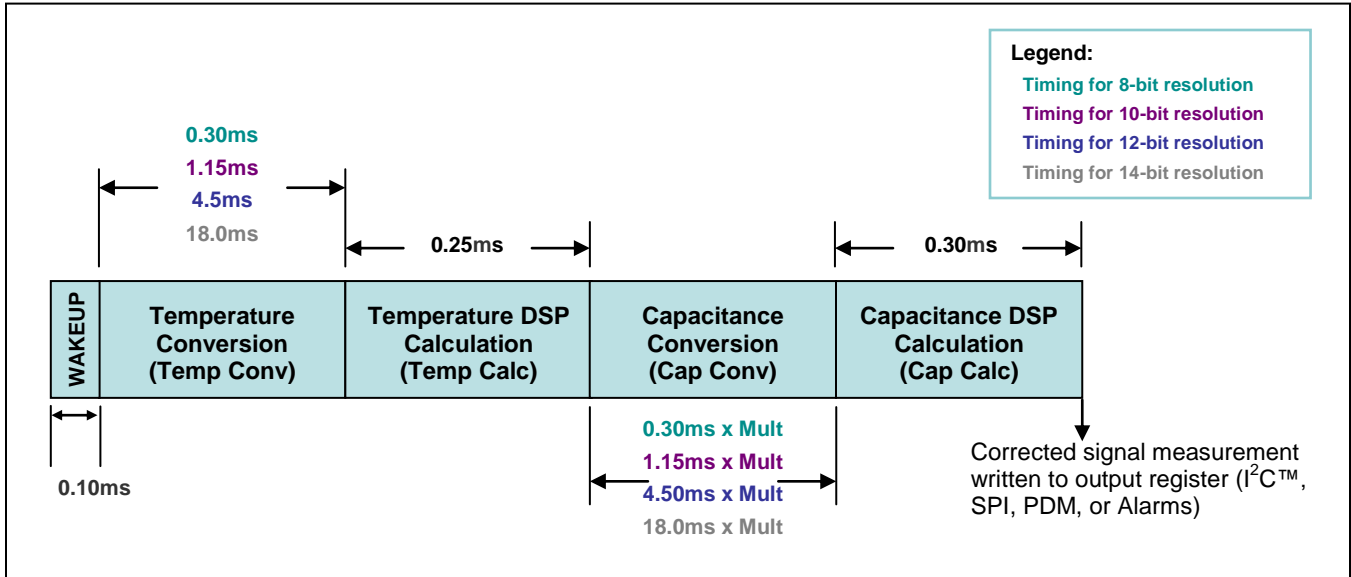 Legend:
Timing for 8-bit resolution
Timing for 10-bit resolution
Timing for 12-bit resolution
Timing for 14-bit resolution
0.30ms
1.15ms
4.5ms
18.0ms
0.25ms
0.30ms
WAKEUP
Temperature
Conversion
(Temp Conv)
Temperature DSP
Calculation
(Temp Calc)
Capacitance
Conversion
(Cap Conv)
Capacitance DSP
Calculation
(Cap Calc)
0.10ms
0.30ms x Mult
1.15ms x Mult
4.50ms x Mult
18.0ms x Mult
Corrected signal measurement
written to output register (I²C™,
SPI, PDM, or Alarms)